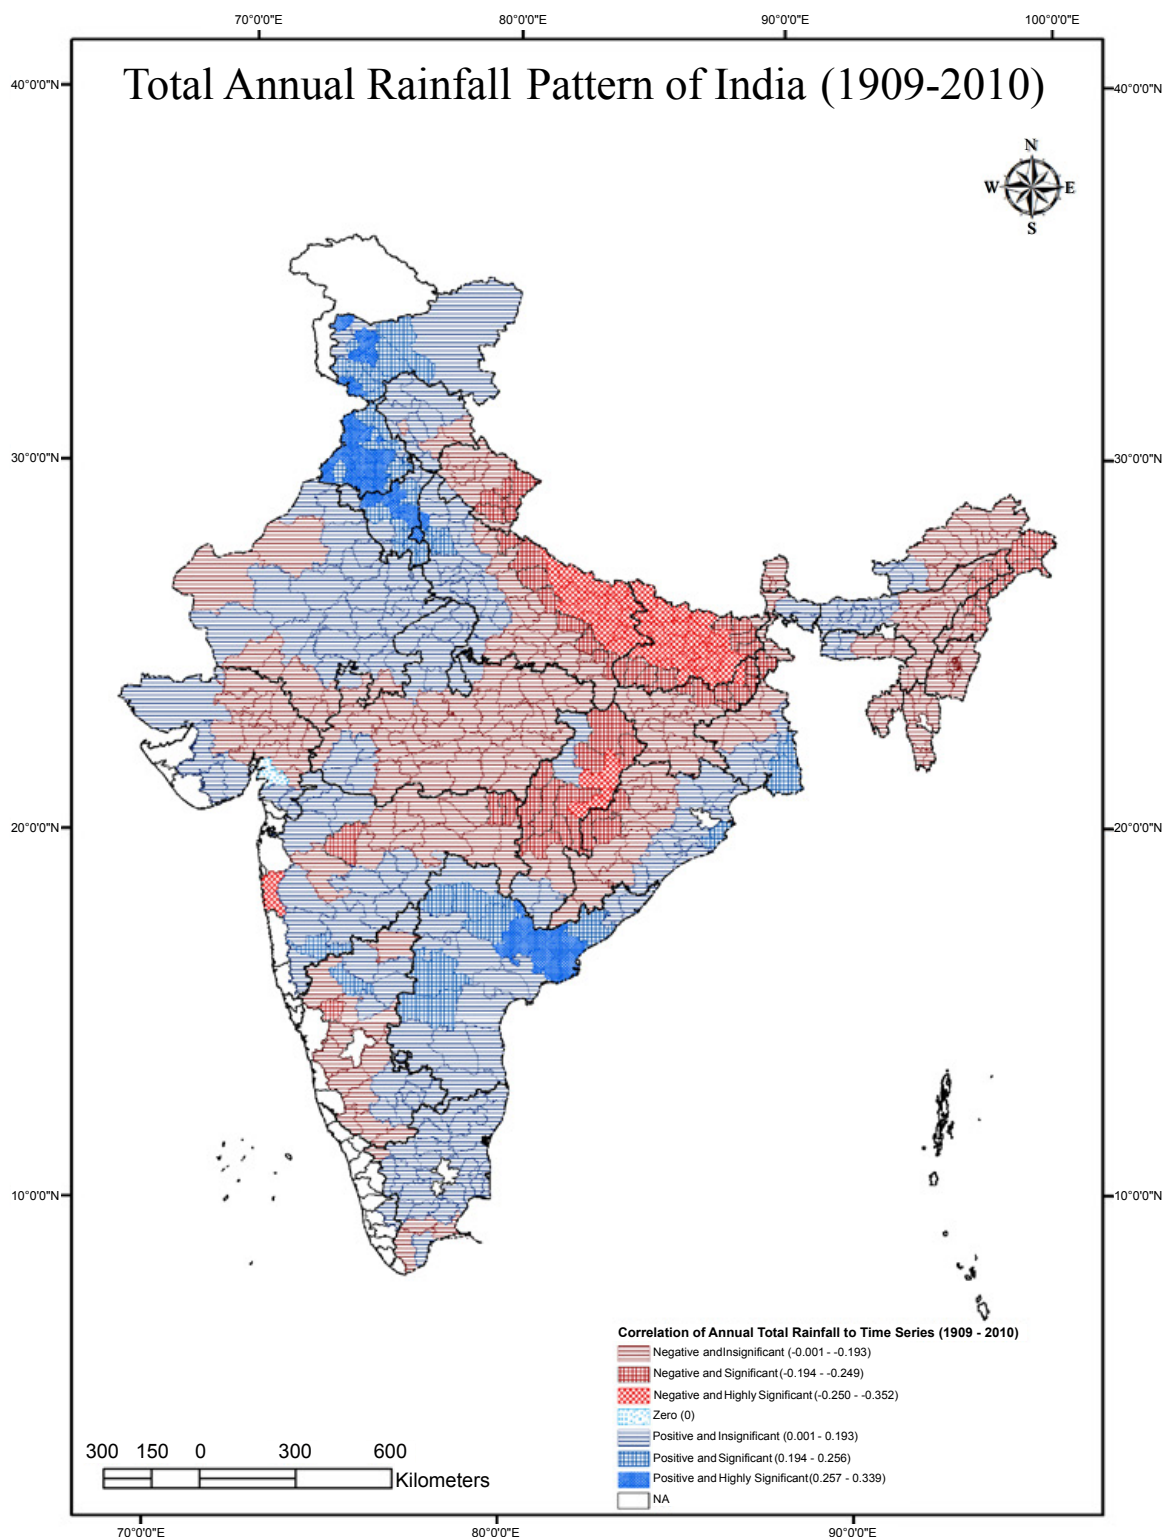 70°0'0"E 80°0'0"E 90°0'0"E 100°0'0"E
Total Annual Rainfall Pattern of India (1909-2010)
40°0'0"N 40°0'0"N
N
W E
S
30°0'0"N 30°0'0"N
20°0'0"N 20°0'0"N
10°0'0"N 10°0'0"N
Correlation of Annual Total Rainfall to Time Series (1909 - 2010)
Negative and Insignificant (-0.001 - -0.193)
Negative and Significant (-0.194 - -0.249)
Negative and Highly Significant (-0.250 - -0.352)
Zero (0)
Positive and Insignificant (0.001 - 0.193)
Positive and Significant (0.194 - 0.256)
Positive and Highly Significant (0.257 - 0.339)
NA
300 150 0 300 600
Kilometers
70°0'0"E 80°0'0"E 90°0'0"E